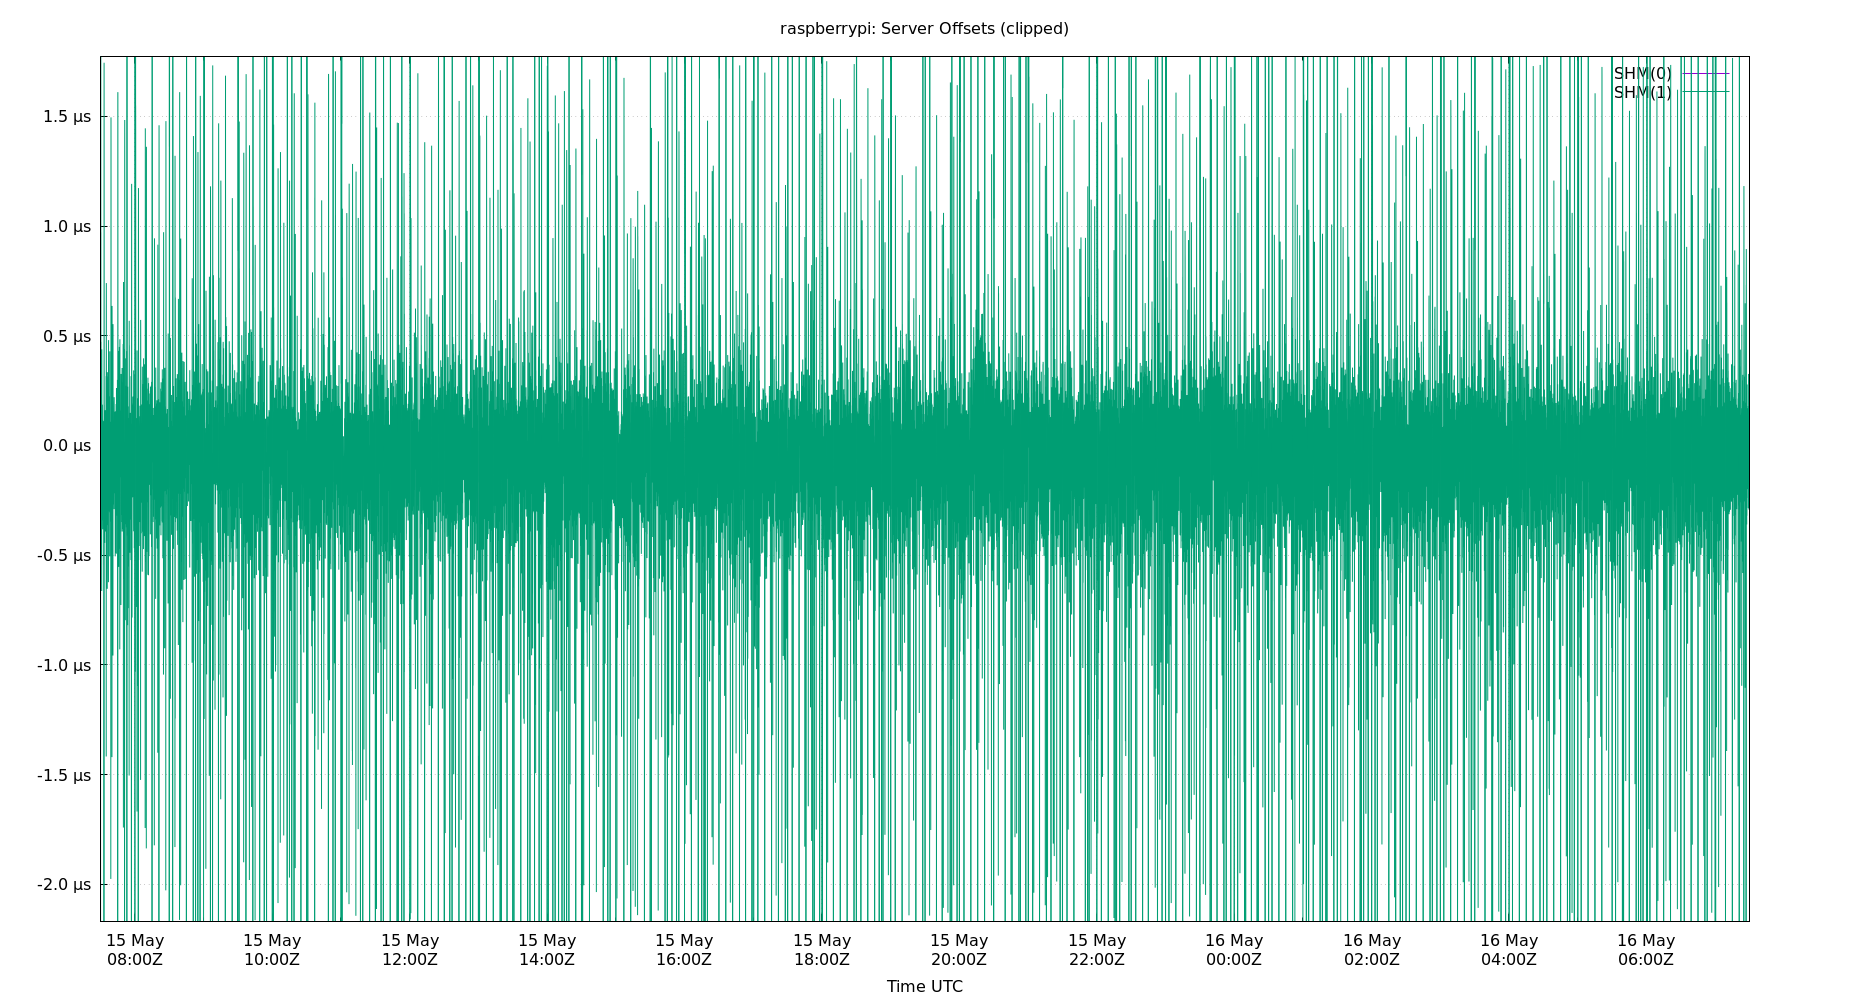 raspberrypi: Server Offsets (clipped)
SHM(0)
SHM(1)
1.5 µs
1.0 µs
0.5 µs
0.0 µs
-0.5 µs
-1.0 µs
-1.5 µs
-2.0 µs
15 May 15 May 15 May 15 May 15 May 15 May 15 May 15 May 16 May 16 May 16 May 16 May
08:00Z 10:00Z 12:00Z 14:00Z 16:00Z 18:00Z 20:00Z 22:00Z 00:00Z 02:00Z 04:00Z 06:00Z
Time UTC